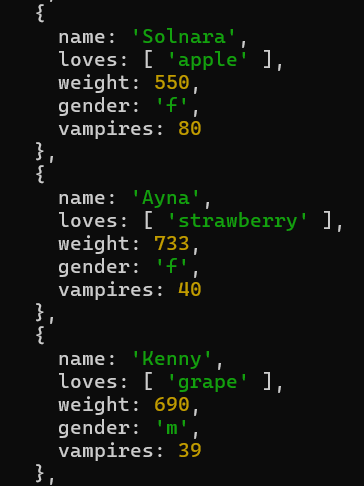 {
name: 'Solnara',
loves: [ 'apple' ],
weight: 550,
gender: 'f',
vampires: 80
},
{
name: 'Ayna',
loves: [ 'strawberry' ],
weight: 733,
gender: 'f',
vampires: 40
},
{
name: 'Kenny',
loves: [ 'grape' ],
weight: 690,
gender: 'm',
vampires: 39
},